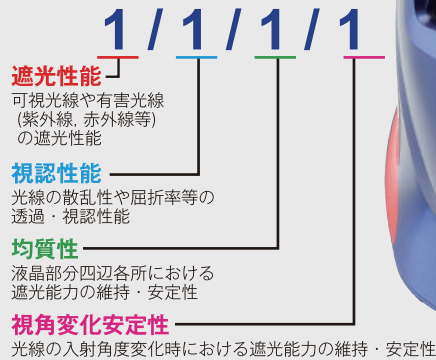 1/1/1/1
遮光性能
可視光線や有害光線
(紫外線, 赤外線等)
の遮光性能
視認性能
光線の散乱性や屈折率等の
透過・視認性能
均質性
液晶部分四辺各所における
遮光能力の維持・安定性
視角変化安定性
光線の入射角度変化時における遮光能力の維持・安定性